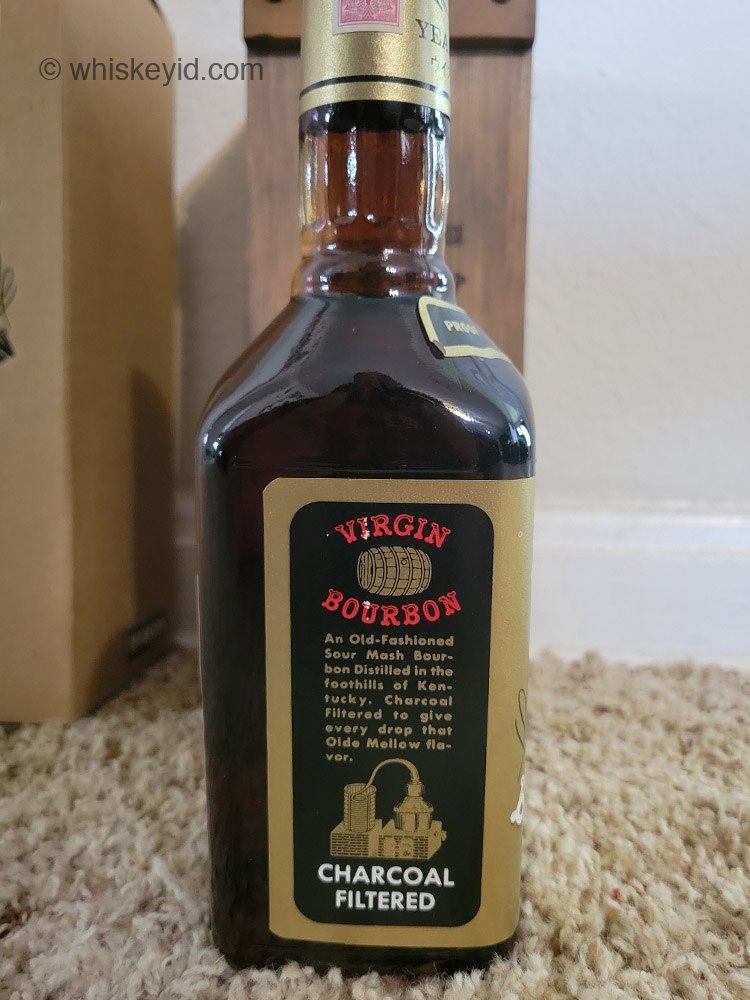 © whiskeyid.com
PROOF
VIRGIN
BOURBON
An Old-Fashioned
Sour Mash Bour-
bon Distilled in the
foothills of Ken-
tucky. Charcoal
Filtered to give
every drop that
Olde Mellow fla-
vor.
CHARCOAL
FILTERED